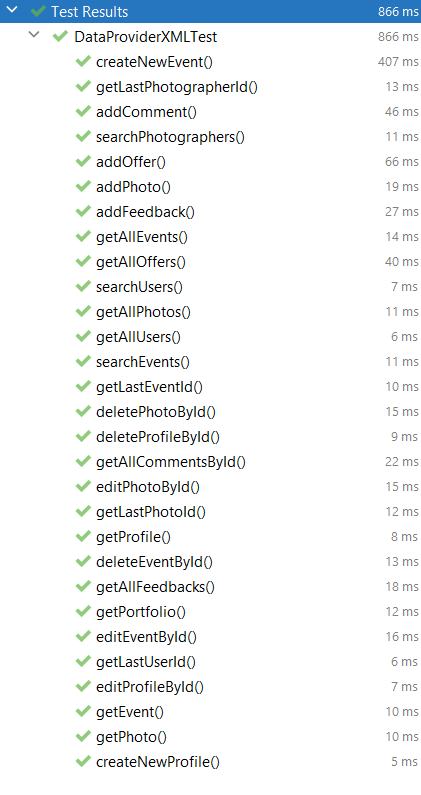 Test Results 866 ms
DataProviderXMLTest 866 ms
createNewEvent() 407 ms
getLastPhotographerId() 13 ms
addComment() 46 ms
searchPhotographers() 11 ms
addOffer() 66 ms
addPhoto() 19 ms
addFeedback() 27 ms
getAllEvents() 14 ms
getAllOffers() 40 ms
searchUsers() 7 ms
getAllPhotos() 11 ms
getAllUsers() 6 ms
searchEvents() 11 ms
getLastEventId() 10 ms
deletePhotoById() 15 ms
deleteProfileById() 9 ms
getAllCommentsById() 22 ms
editPhotoById() 15 ms
getLastPhotoId() 12 ms
getProfile() 8 ms
deleteEventById() 13 ms
getAllFeedbacks() 18 ms
getPortfolio() 12 ms
editEventById() 16 ms
getLastUserId() 6 ms
editProfileById() 7 ms
getEvent() 10 ms
getPhoto() 10 ms
createNewProfile() 5 ms